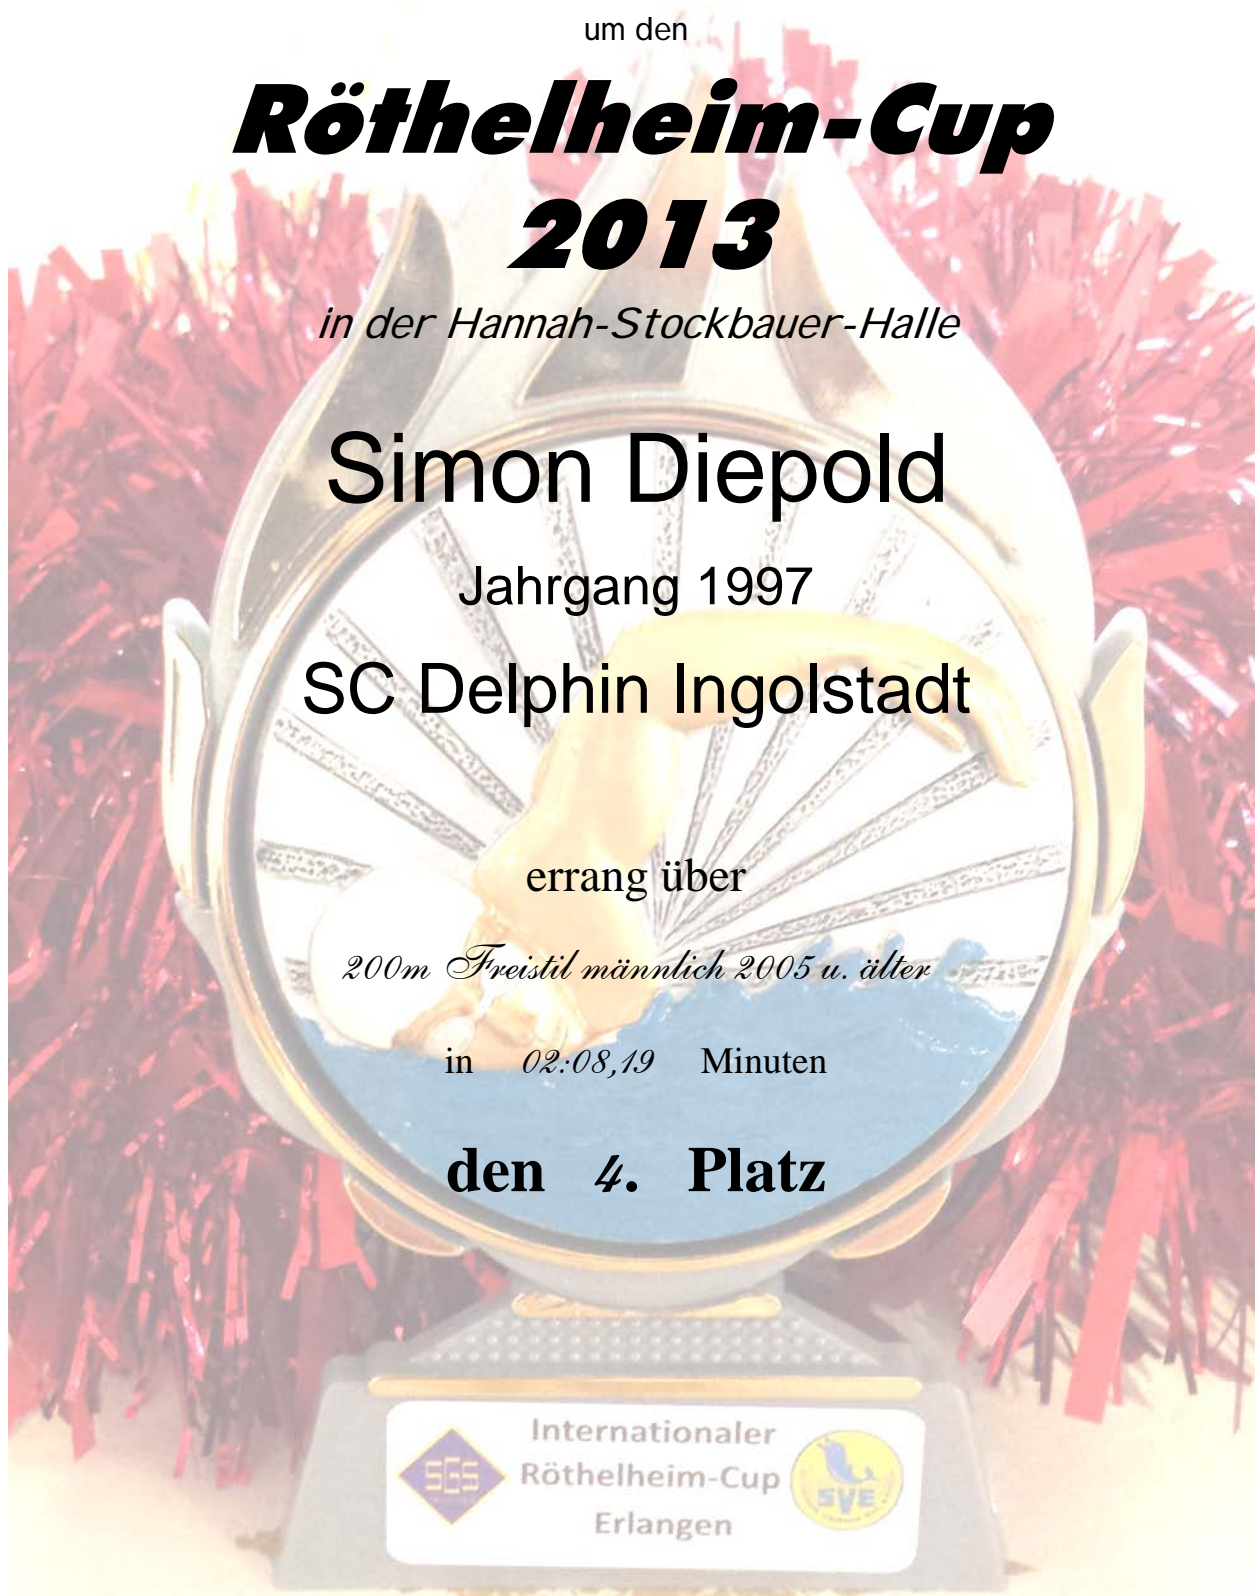 um den
Röthelheim-Cup
2013
in der Hannah-Stockbauer-Halle
Simon Diepold
Jahrgang 1997
SC Delphin Ingolstadt
errang über
200m Freistil männlich 2005 u. älter
in 02:08,19 Minuten
den 4. Platz
Internationaler
SGS Röthelheim-Cup
SVE
Erlangen